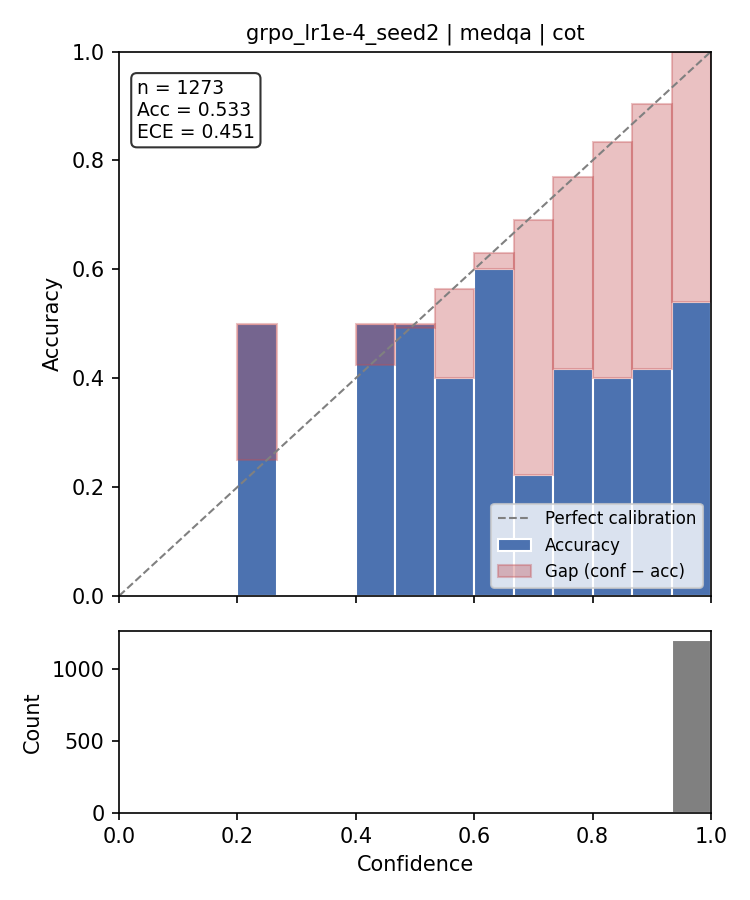 grpo_lr1e-4_seed2 | medqa | cot
n = 1273
Acc = 0.533
ECE = 0.451
1.0
0.8
0.6
0.4
0.2
0.0
Accuracy
Perfect calibration
Accuracy
Gap (conf − acc)
1000
500
0
Count
0.0 0.2 0.4 0.6 0.8 1.0
Confidence